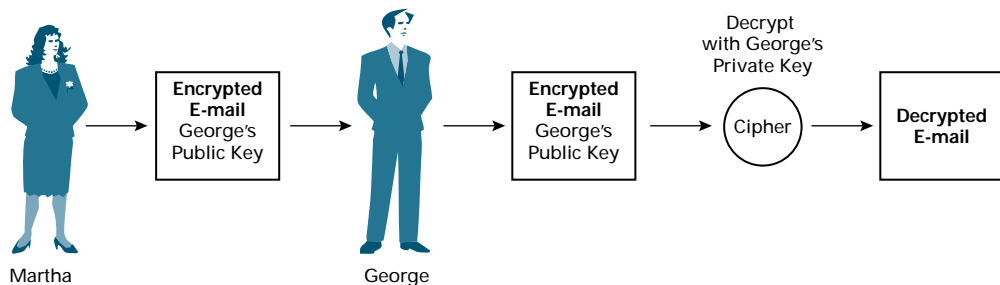 Martha
Encrypted
E-mail
George's
Public Key
George
Encrypted
E-mail
George's
Public Key
Decrypt
with George's
Private Key
Cipher
Decrypted
E-mail